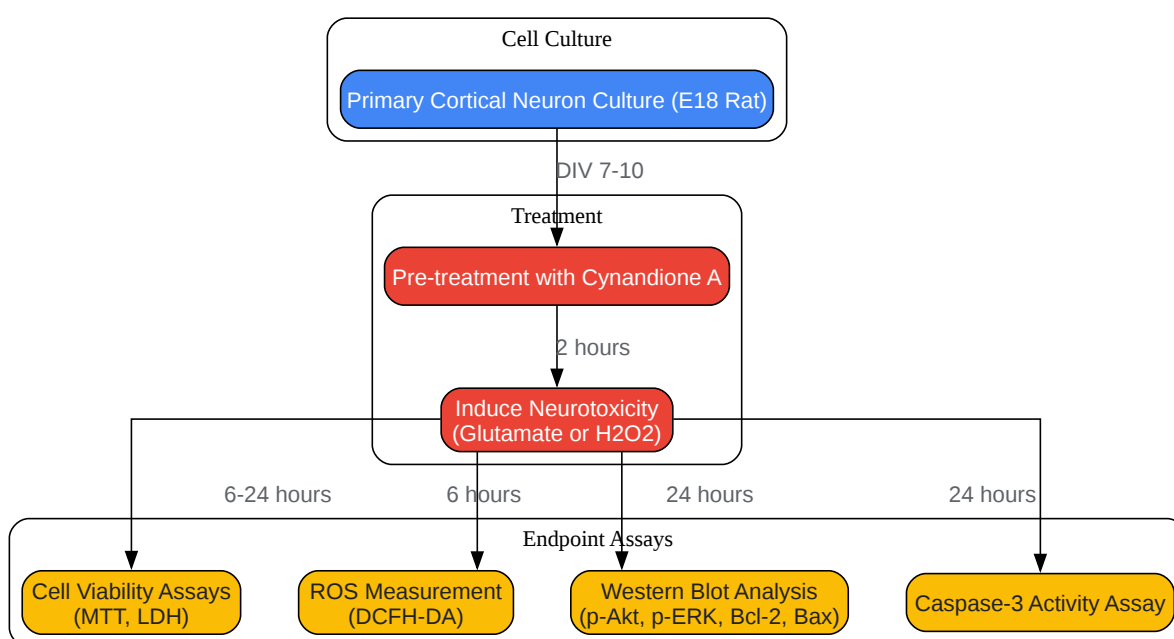 Cell Culture
Primary Cortical Neuron Culture (E18 Rat)
DIV 7-10
Treatment
Pre-treatment with Cynandione A
2 hours
Induce Neurotoxicity
(Glutamate or H2O2)
6-24 hours
6 hours
24 hours
24 hours
Endpoint Assays
Cell Viability Assays
(MTT, LDH)
ROS Measurement
(DCFH-DA)
Western Blot Analysis
(p-Akt, p-ERK, Bcl-2, Bax)
Caspase-3 Activity Assay